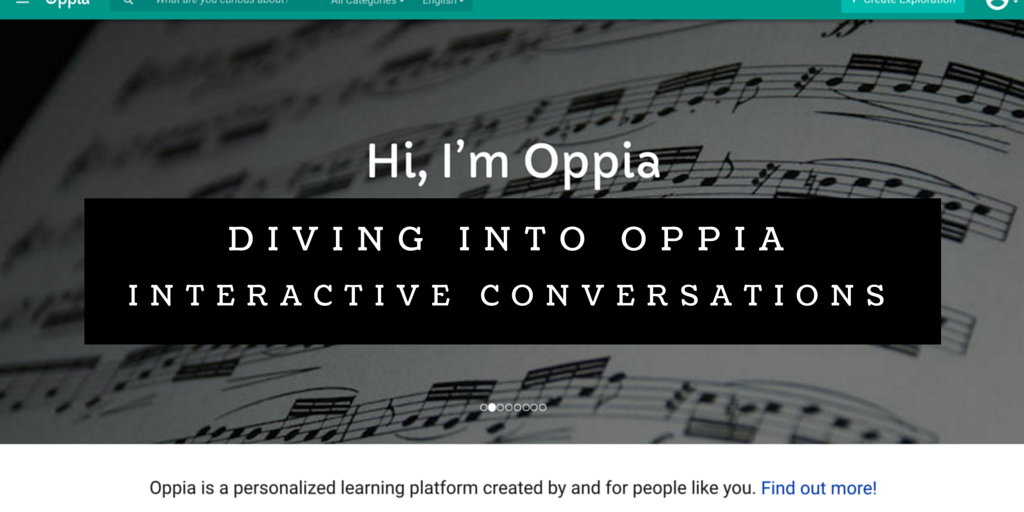 Oppia What are you curious about? All Categories English + Create Exploration
Hi, I'm Oppia
DIVING INTO OPPIA
INTERACTIVE CONVERSATIONS
Oppia is a personalized learning platform created by and for people like you. Find out more!